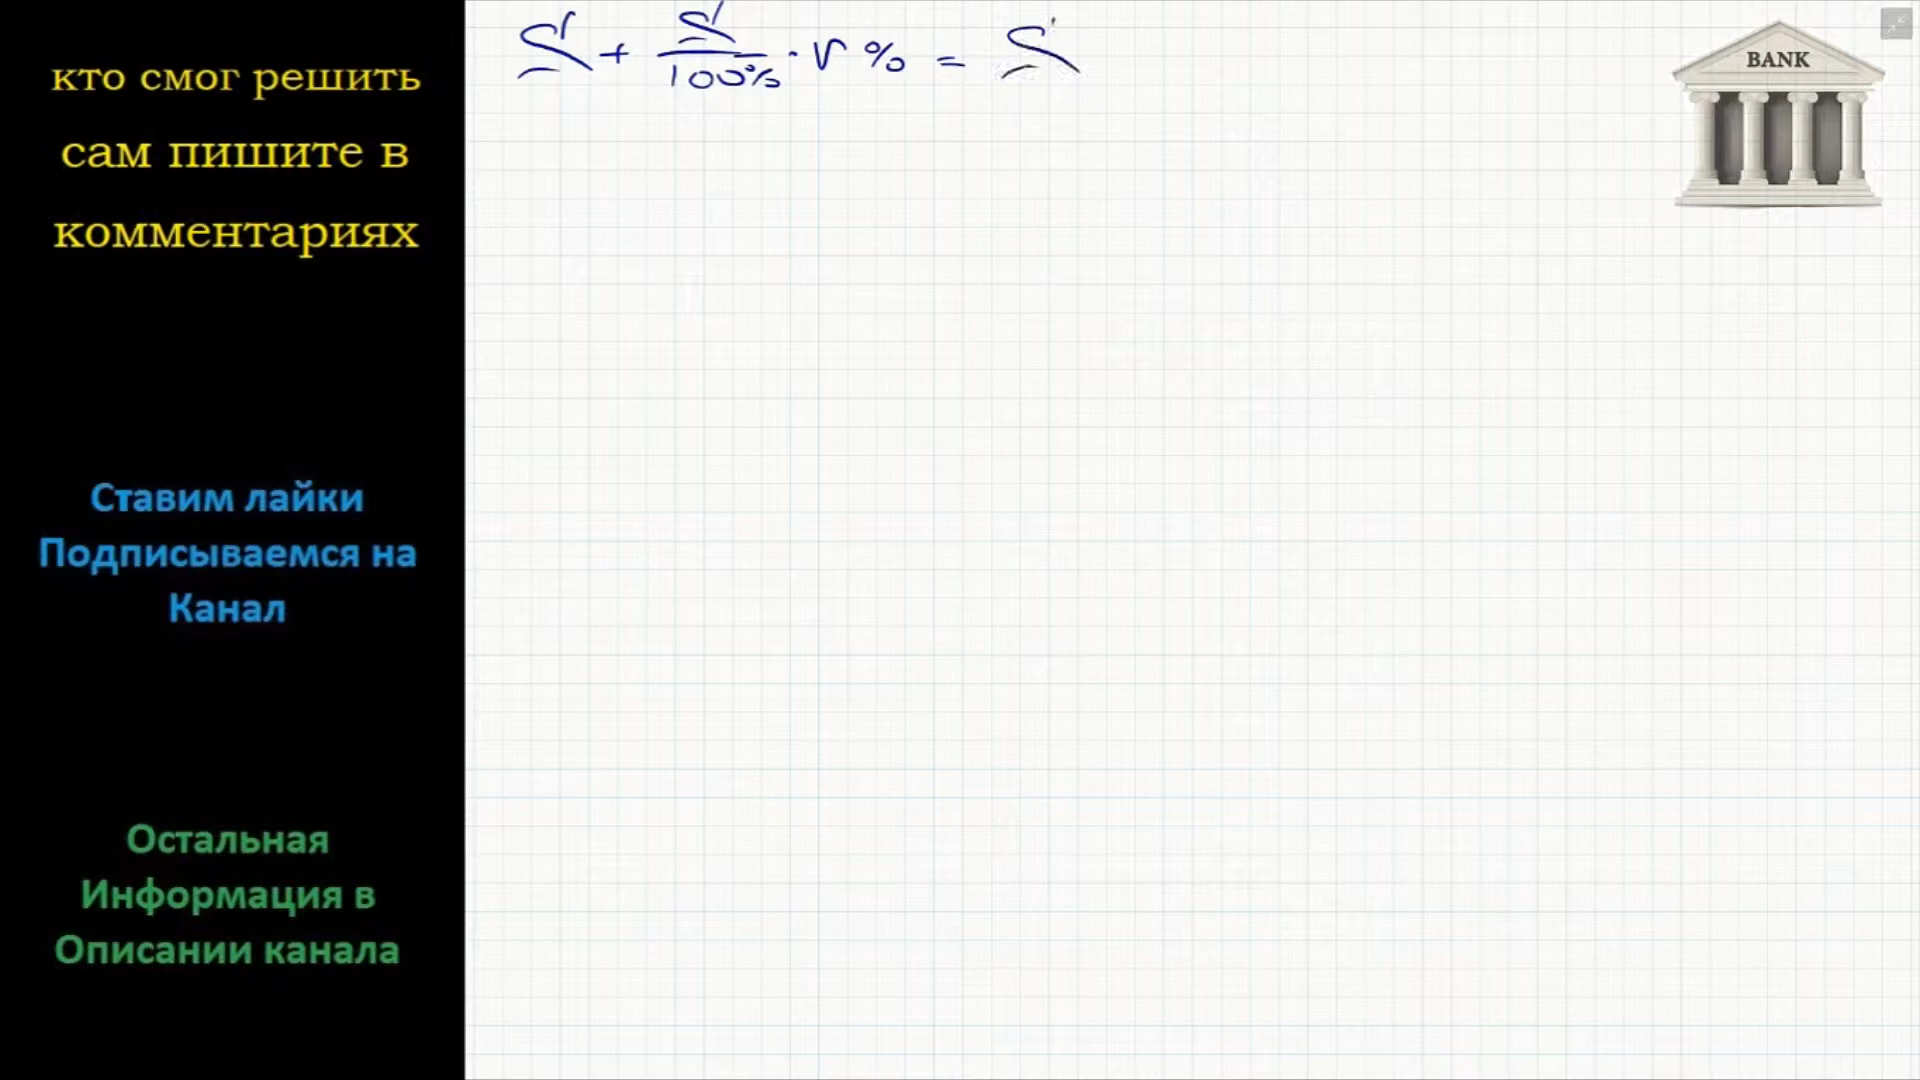 кто смог решить
сам пишите в
комментариях
Ставим лайки
Подписываемся на
Канал
Остальная
Информация в
Описании канала
S + S/100% · r % = S
BANK